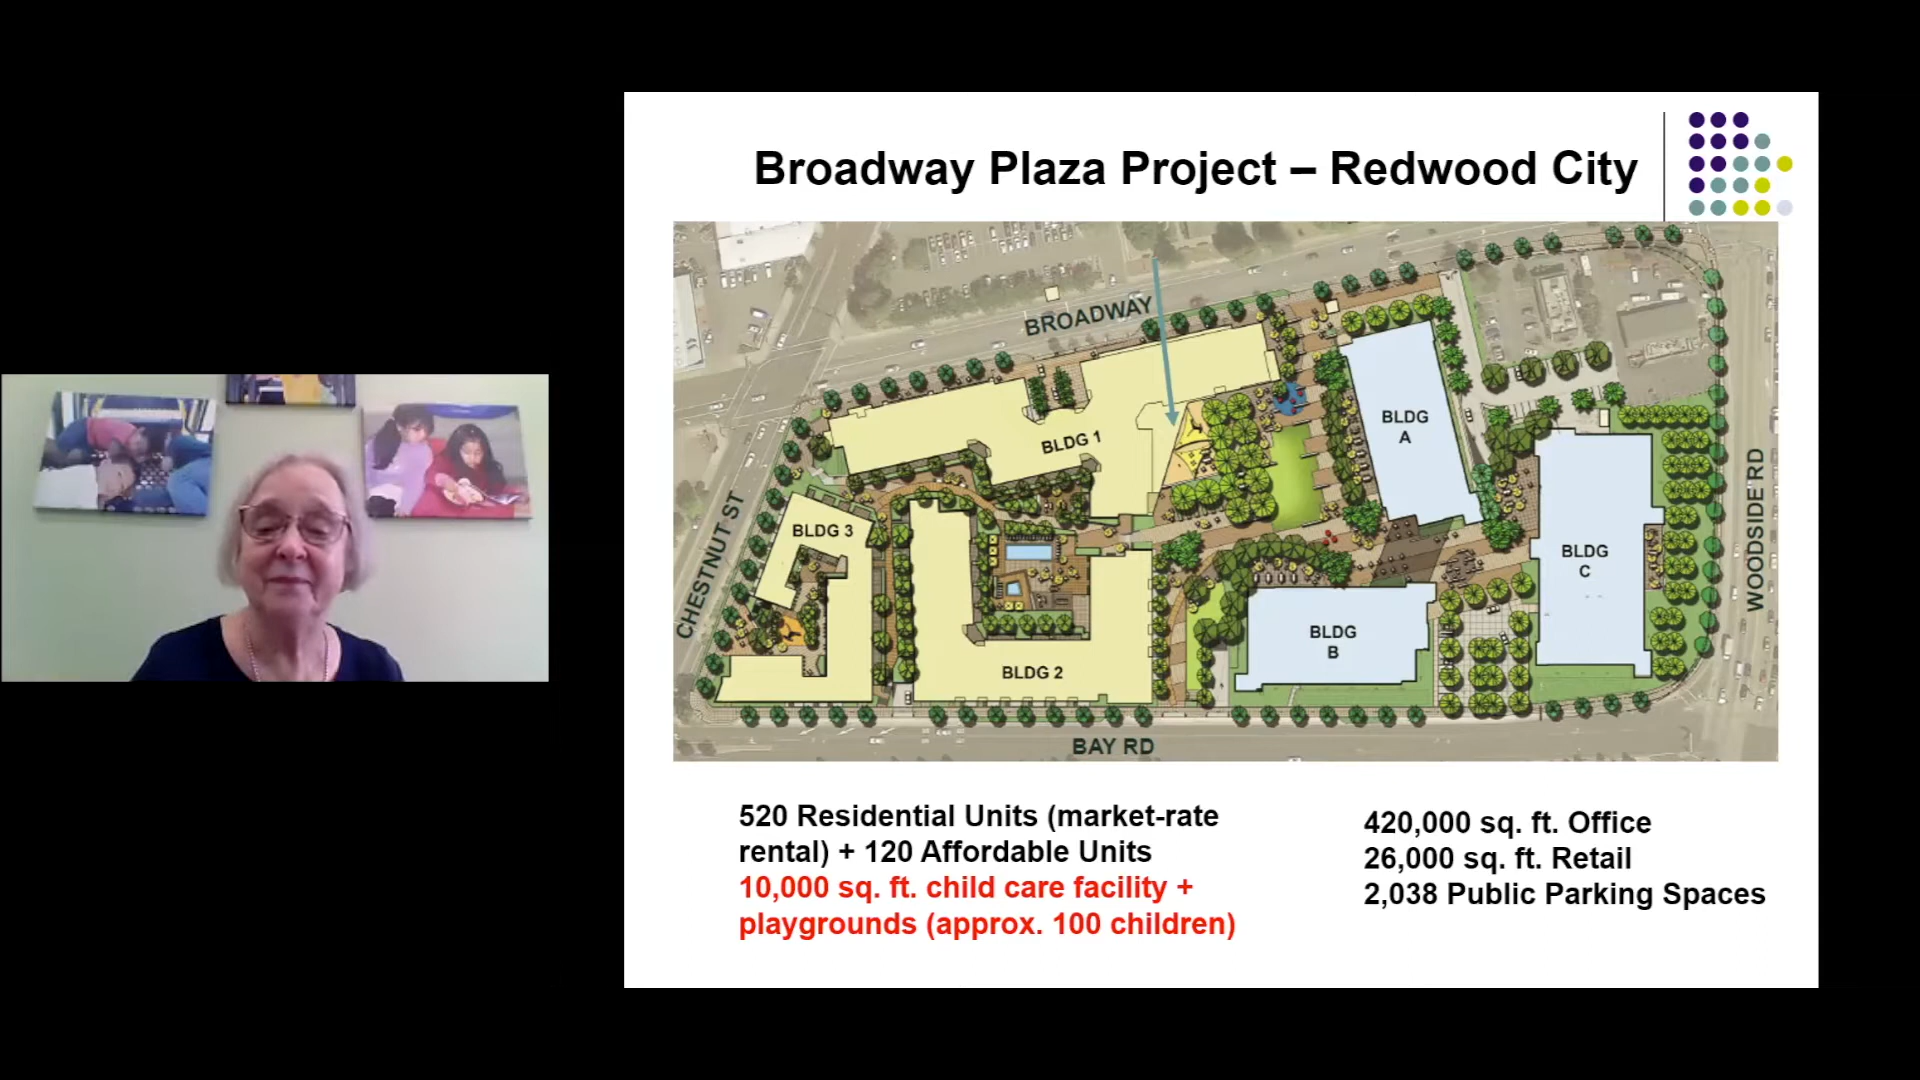 Broadway Plaza Project – Redwood City
BROADWAY
BLDG 1
BLDG
A
BLDG 3
BLDG
C
BLDG
B
BLDG 2
CHESTNUT ST
WOODSIDE RD
BAY RD
520 Residential Units (market-rate
rental) + 120 Affordable Units
10,000 sq. ft. child care facility +
playgrounds (approx. 100 children)
420,000 sq. ft. Office
26,000 sq. ft. Retail
2,038 Public Parking Spaces